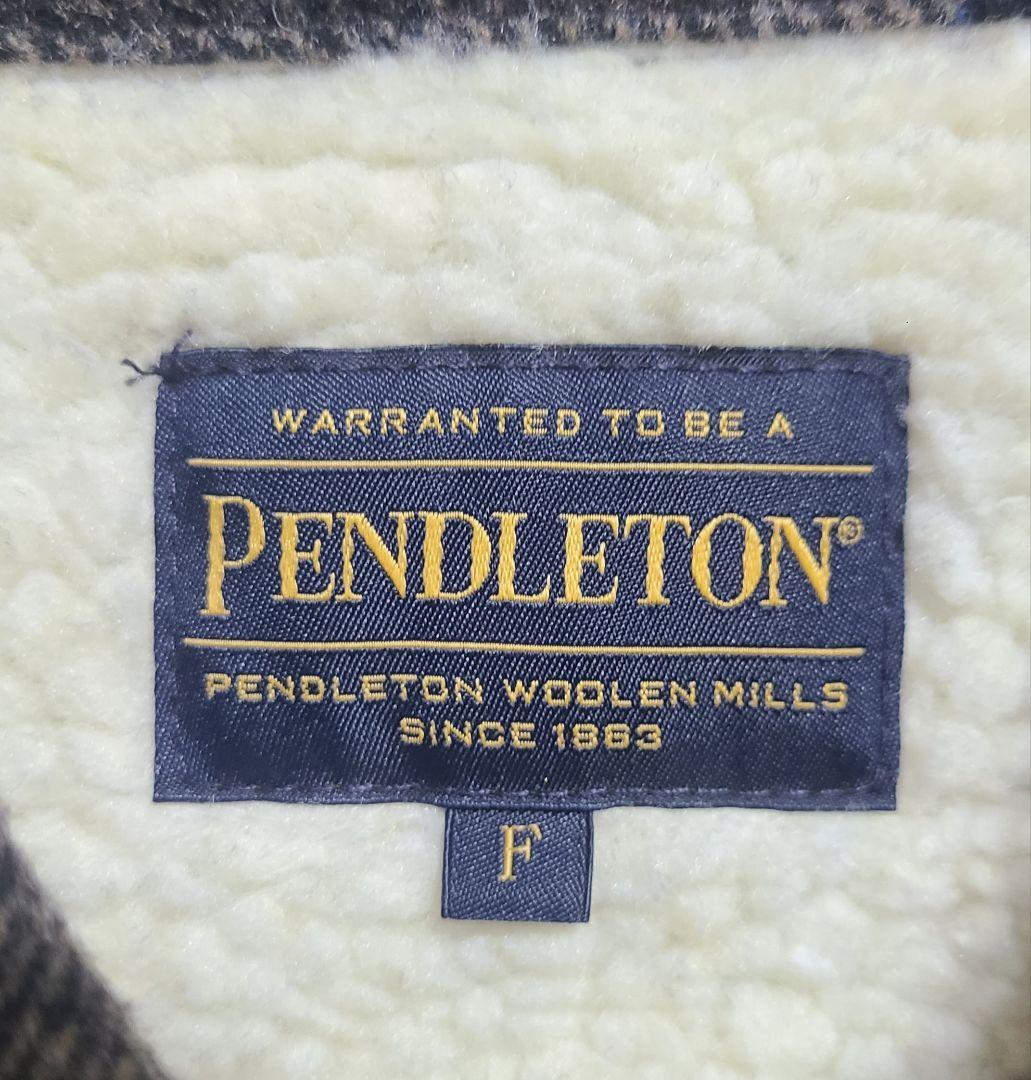 WARRANTED TO BE A
PENDLETON®
PENDLETON WOOLEN MILLS
SINCE 1863
F